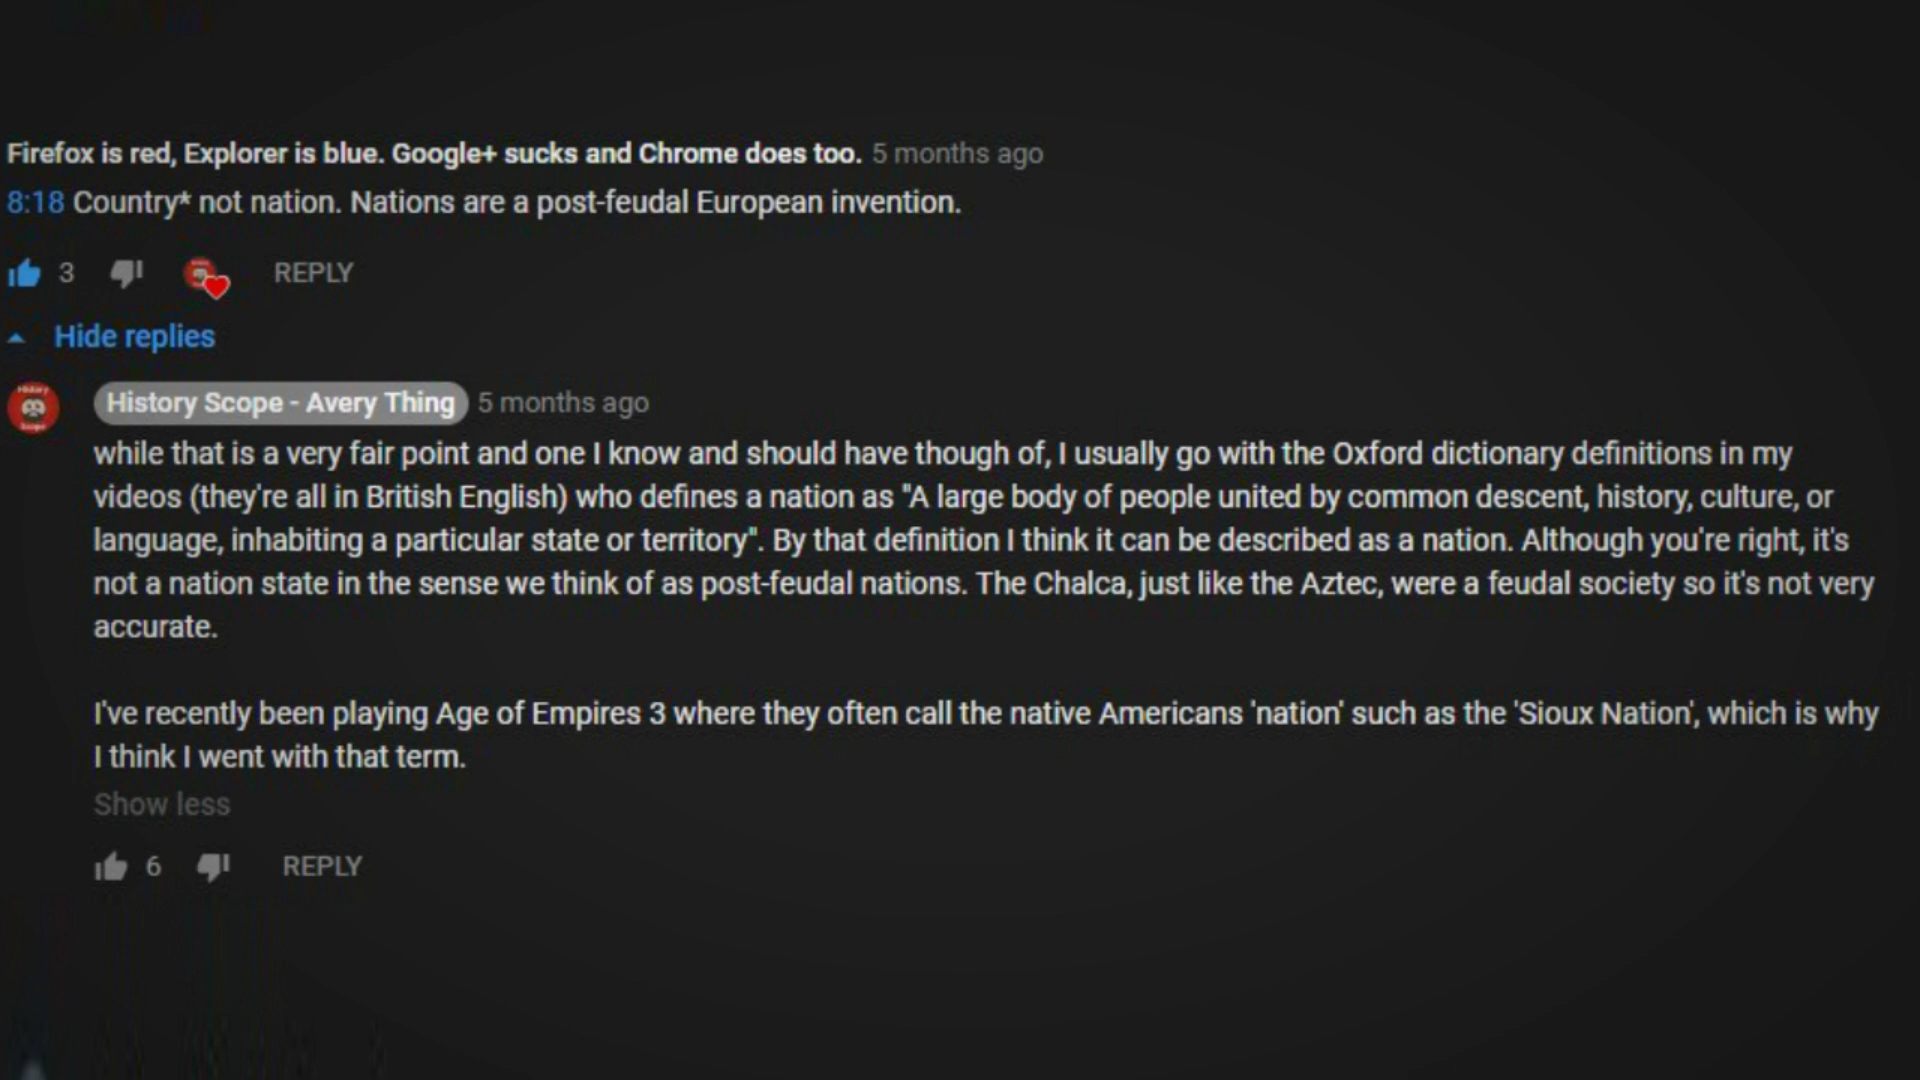 Firefox is red, Explorer is blue. Google+ sucks and Chrome does too. 5 months ago
8:18 Country* not nation. Nations are a post-feudal European invention.
3 REPLY
Hide replies
History Scope - Avery Thing 5 months ago
while that is a very fair point and one I know and should have though of, I usually go with the Oxford dictionary definitions in my
videos (they're all in British English) who defines a nation as "A large body of people united by common descent, history, culture, or
language, inhabiting a particular state or territory". By that definition I think it can be described as a nation. Although you're right, it's
not a nation state in the sense we think of as post-feudal nations. The Chalca, just like the Aztec, were a feudal society so it's not very
accurate.
I've recently been playing Age of Empires 3 where they often call the native Americans 'nation' such as the 'Sioux Nation', which is why
I think I went with that term.
Show less
6 REPLY